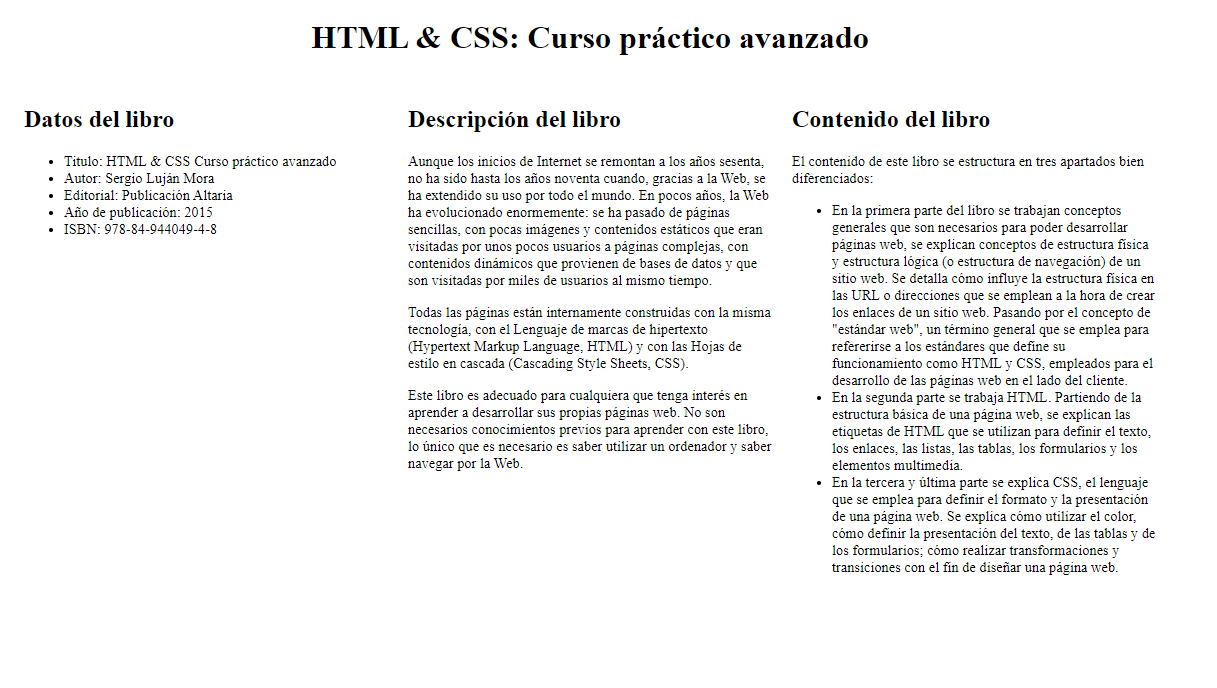 HTML & CSS: Curso práctico avanzado
Datos del libro
Titulo: HTML & CSS Curso práctico avanzado
Autor: Sergio Luján Mora
Editorial: Publicación Altaria
Año de publicación: 2015
ISBN: 978-84-944049-4-8
Descripción del libro
Aunque los inicios de Internet se remontan a los años sesenta,
no ha sido hasta los años noventa cuando, gracias a la Web, se
ha extendido su uso por todo el mundo. En pocos años, la Web
ha evolucionado enormemente: se ha pasado de páginas
sencillas, con pocas imágenes y contenidos estáticos que eran
visitadas por unos pocos usuarios a páginas complejas, con
contenidos dinámicos que provienen de bases de datos y que
son visitadas por miles de usuarios al mismo tiempo.
Todas las páginas están internamente construidas con la misma
tecnología, con el Lenguaje de marcas de hipertexto
(Hypertext Markup Language, HTML) y con las Hojas de
estilo en cascada (Cascading Style Sheets, CSS).
Este libro es adecuado para cualquiera que tenga interés en
aprender a desarrollar sus propias páginas web. No son
necesarios conocimientos previos para aprender con este libro,
lo único que es necesario es saber utilizar un ordenador y saber
navegar por la Web.
Contenido del libro
El contenido de este libro se estructura en tres apartados bien
diferenciados:
En la primera parte del libro se trabajan conceptos
generales que son necesarios para poder desarrollar
páginas web, se explican conceptos de estructura física
y estructura lógica (o estructura de navegación) de un
sitio web. Se detalla cómo influye la estructura física en
las URL o direcciones que se emplean a la hora de crear
los enlaces de un sitio web. Pasando por el concepto de
"estándar web", un término general que se emplea para
refererirse a los estándares que define su
funcionamiento como HTML y CSS, empleados para el
desarrollo de las páginas web en el lado del cliente.
En la segunda parte se trabaja HTML. Partiendo de la
estructura básica de una página web, se explican las
etiquetas de HTML que se utilizan para definir el texto,
los enlaces, las listas, las tablas, los formularios y los
elementos multimedia.
En la tercera y última parte se explica CSS, el lenguaje
que se emplea para definir el formato y la presentación
de una página web. Se explica cómo utilizar el color,
cómo definir la presentación del texto, de las tablas y de
los formularios; cómo realizar transformaciones y
transiciones con el fin de diseñar una página web.